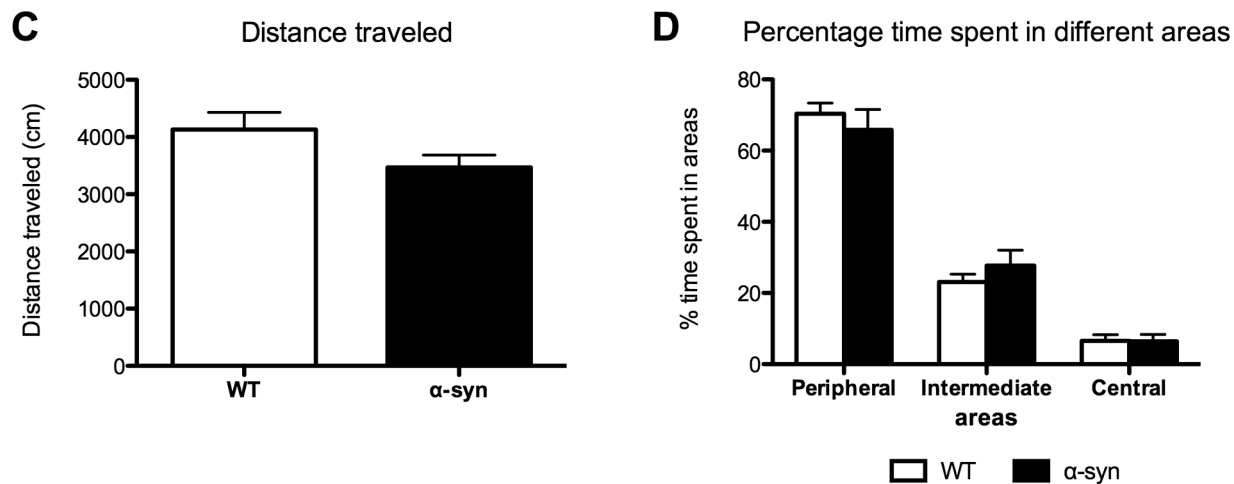 C
Distance traveled
Distance traveled (cm)
5000
4000
3000
2000
1000
0
WT
α-syn
D
Percentage time spent in different areas
% time spent in areas
80
60
40
20
0
Peripheral
Intermediate
Central
areas
WT
α-syn